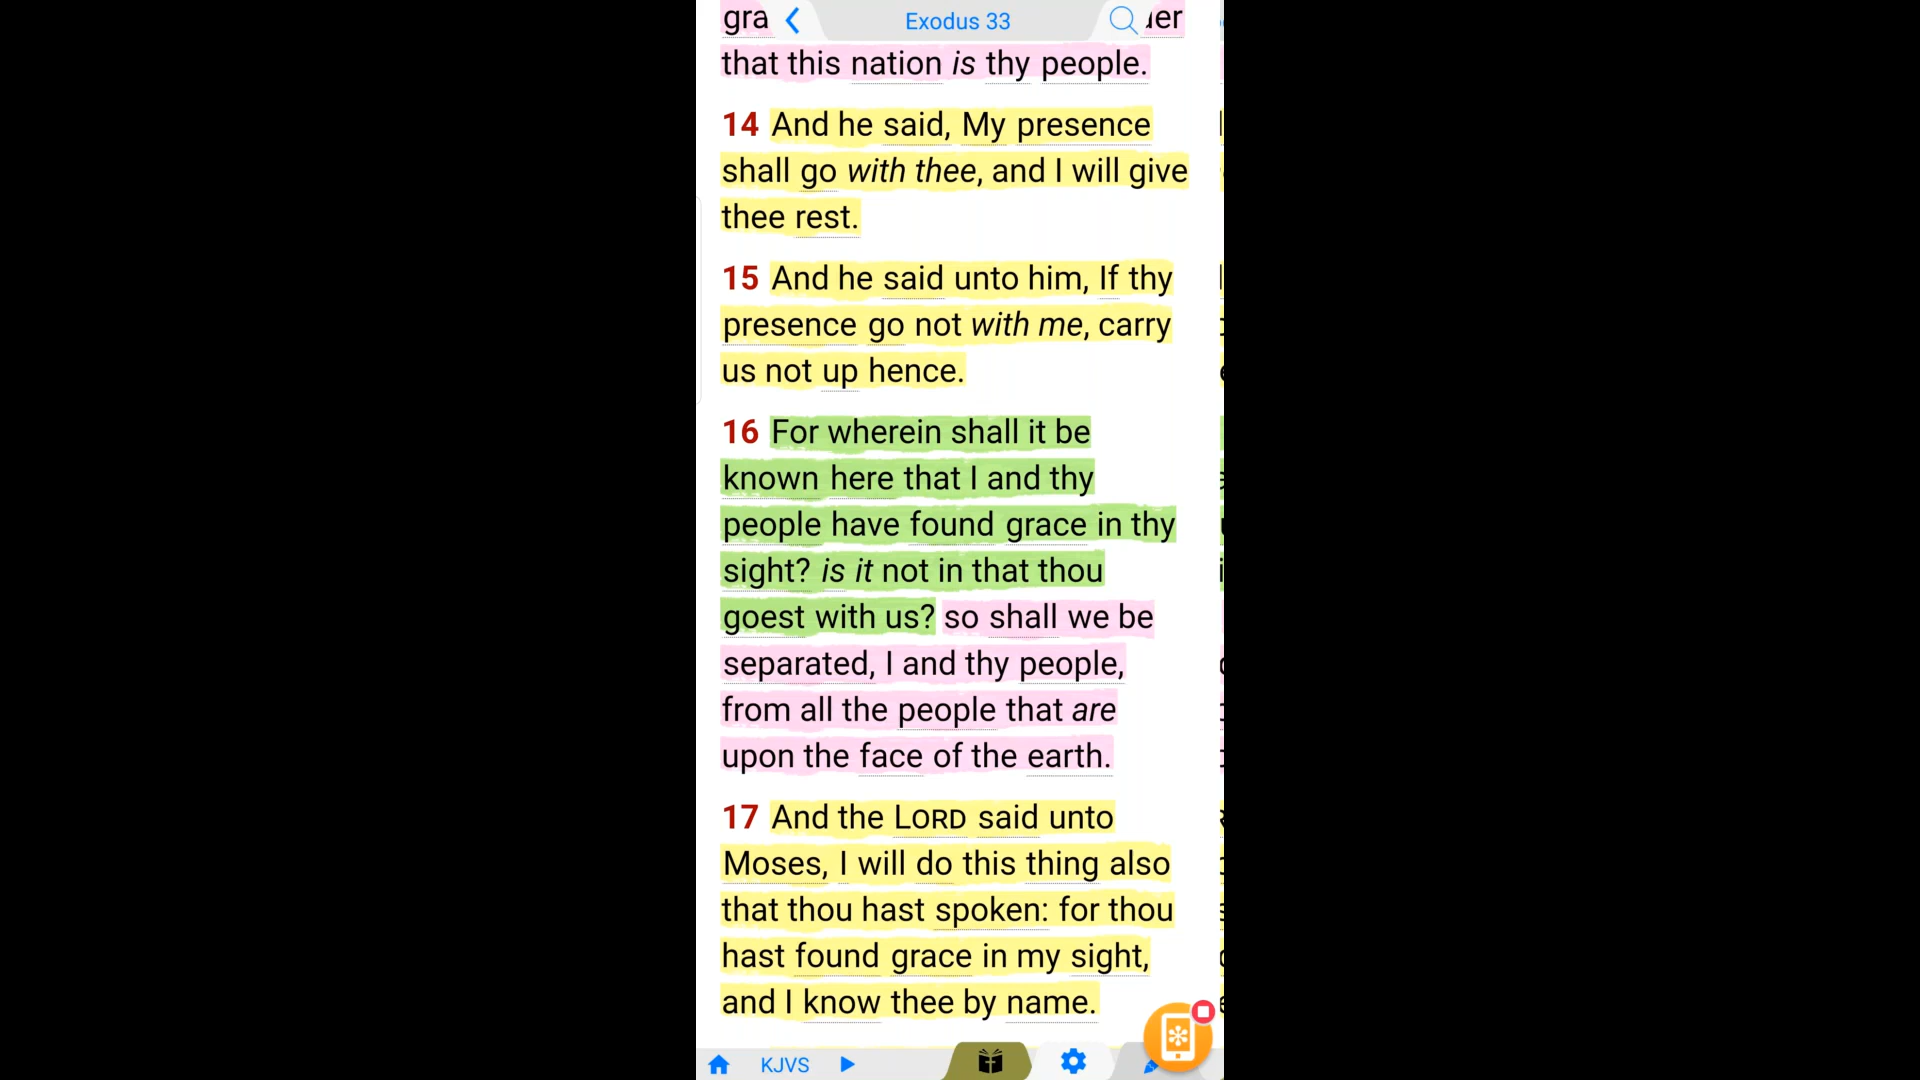 Exodus 33
gra
that this nation is thy people.
14 And he said, My presence
shall go with thee, and I will give
thee rest.
15 And he said unto him, If thy
presence go not with me, carry
us not up hence.
16 For wherein shall it be
known here that I and thy
people have found grace in thy
sight? is it not in that thou
goest with us? so shall we be
separated, I and thy people,
from all the people that are
upon the face of the earth.
17 And the LORD said unto
Moses, I will do this thing also
that thou hast spoken: for thou
hast found grace in my sight,
and I know thee by name.
KJVS